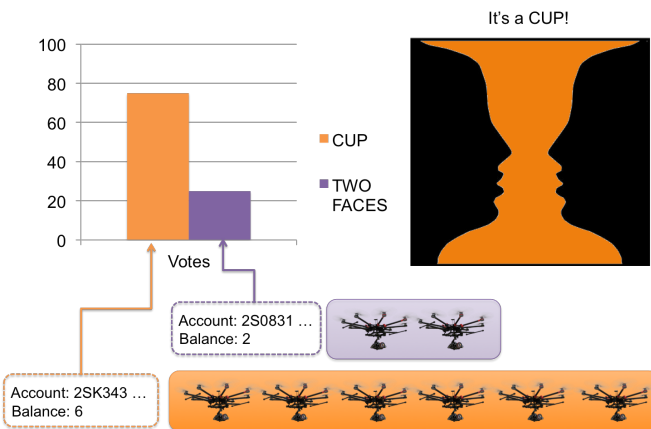 It’s a CUP!
100
80
60
40
20
0
Votes
CUP
TWO
FACES
Account: 2S0831 …
Balance: 2
Account: 2SK343 …
Balance: 6